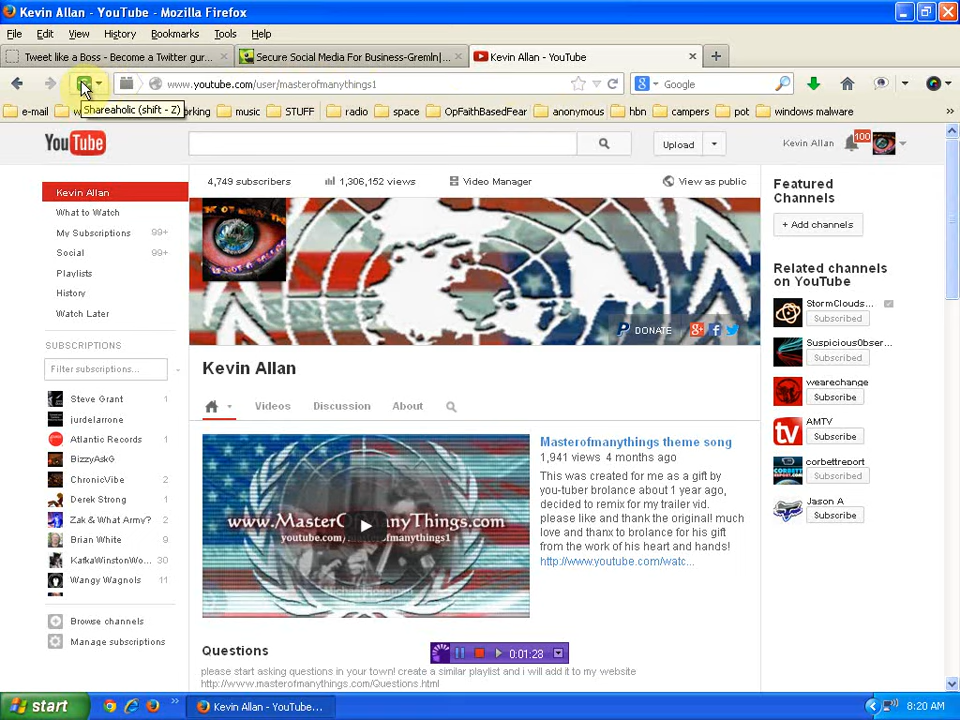 Kevin Allan - YouTube - Mozilla Firefox
File Edit View History Bookmarks Tools Help
Tweet like a Boss - Become a Twitter gur...
Secure Social Media For Business-Gremln|...
Kevin Allan - YouTube
www.youtube.com/user/masterofmanythings1
Google
Shareaholic (shift - Z)
e-mail
orking
music
STUFF
radio
space
OpFaithBasedFear
anonymous
hbn
campers
pot
windows malware
YouTube
Upload
Kevin Allan
100
Kevin Allan
What to Watch
My Subscriptions 99+
Social 99+
Playlists
History
Watch Later
SUBSCRIPTIONS
Filter subscriptions...
Steve Grant 1
jurdelarrone
Atlantic Records 1
BizzyAskG
ChronicVibe 2
Derek Strong 1
Zak & What Army? 2
Brian White 9
KafkaWinstonWo... 30
Wangy Wagnols 11
Browse channels
Manage subscriptions
4,749 subscribers
1,306,152 views
Video Manager
View as public
DONATE
Kevin Allan
Videos Discussion About
Masterofmanythings theme song
1,941 views 4 months ago
This was created for me as a gift by
you-tuber brolance about 1 year ago,
decided to remix for my trailer vid.
please like and thank the original! much
love and thanx to brolance for his gift
from the work of his heart and hands!
http://www.youtube.com/watc...
Questions
0:01:28
please start asking questions in your town! create a similar playlist and i will add it to my website
http://www.masterofmanythings.com/Questions.html
Featured
Channels
+ Add channels
Related channels
on YouTube
StormClouds...
Subscribed
SuspiciousObser...
Subscribed
wearechange
Subscribe
AMTV
Subscribe
corbettreport
Subscribed
Jason A
Subscribe
start
Kevin Allan - YouTube...
8:20 AM